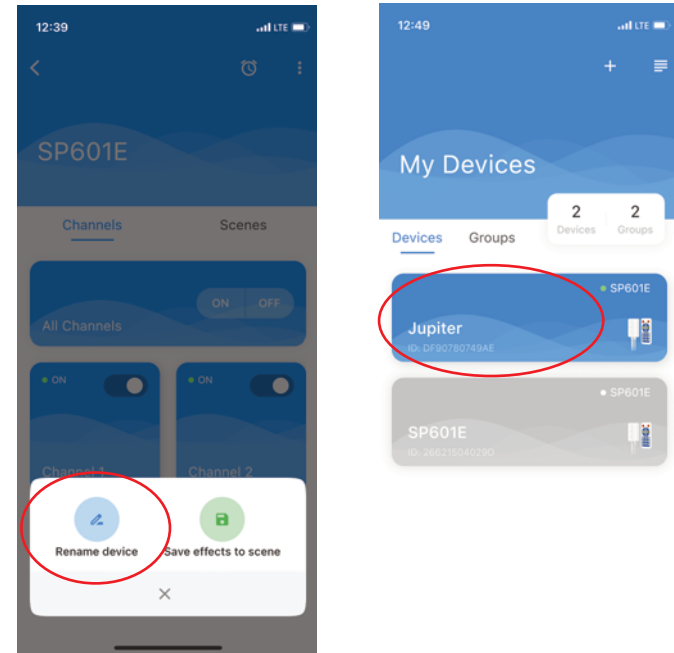 12:39
LTE
SP601E
Channels Scenes
ON OFF
All Channels
ON ON
Channel 1 Channel 2
Rename device Save effects to scene
12:49
LTE
My Devices
2 2
Devices Groups
Devices Groups
SP601E
Jupiter
ID: DF90780749AE
SP601E
SP601E